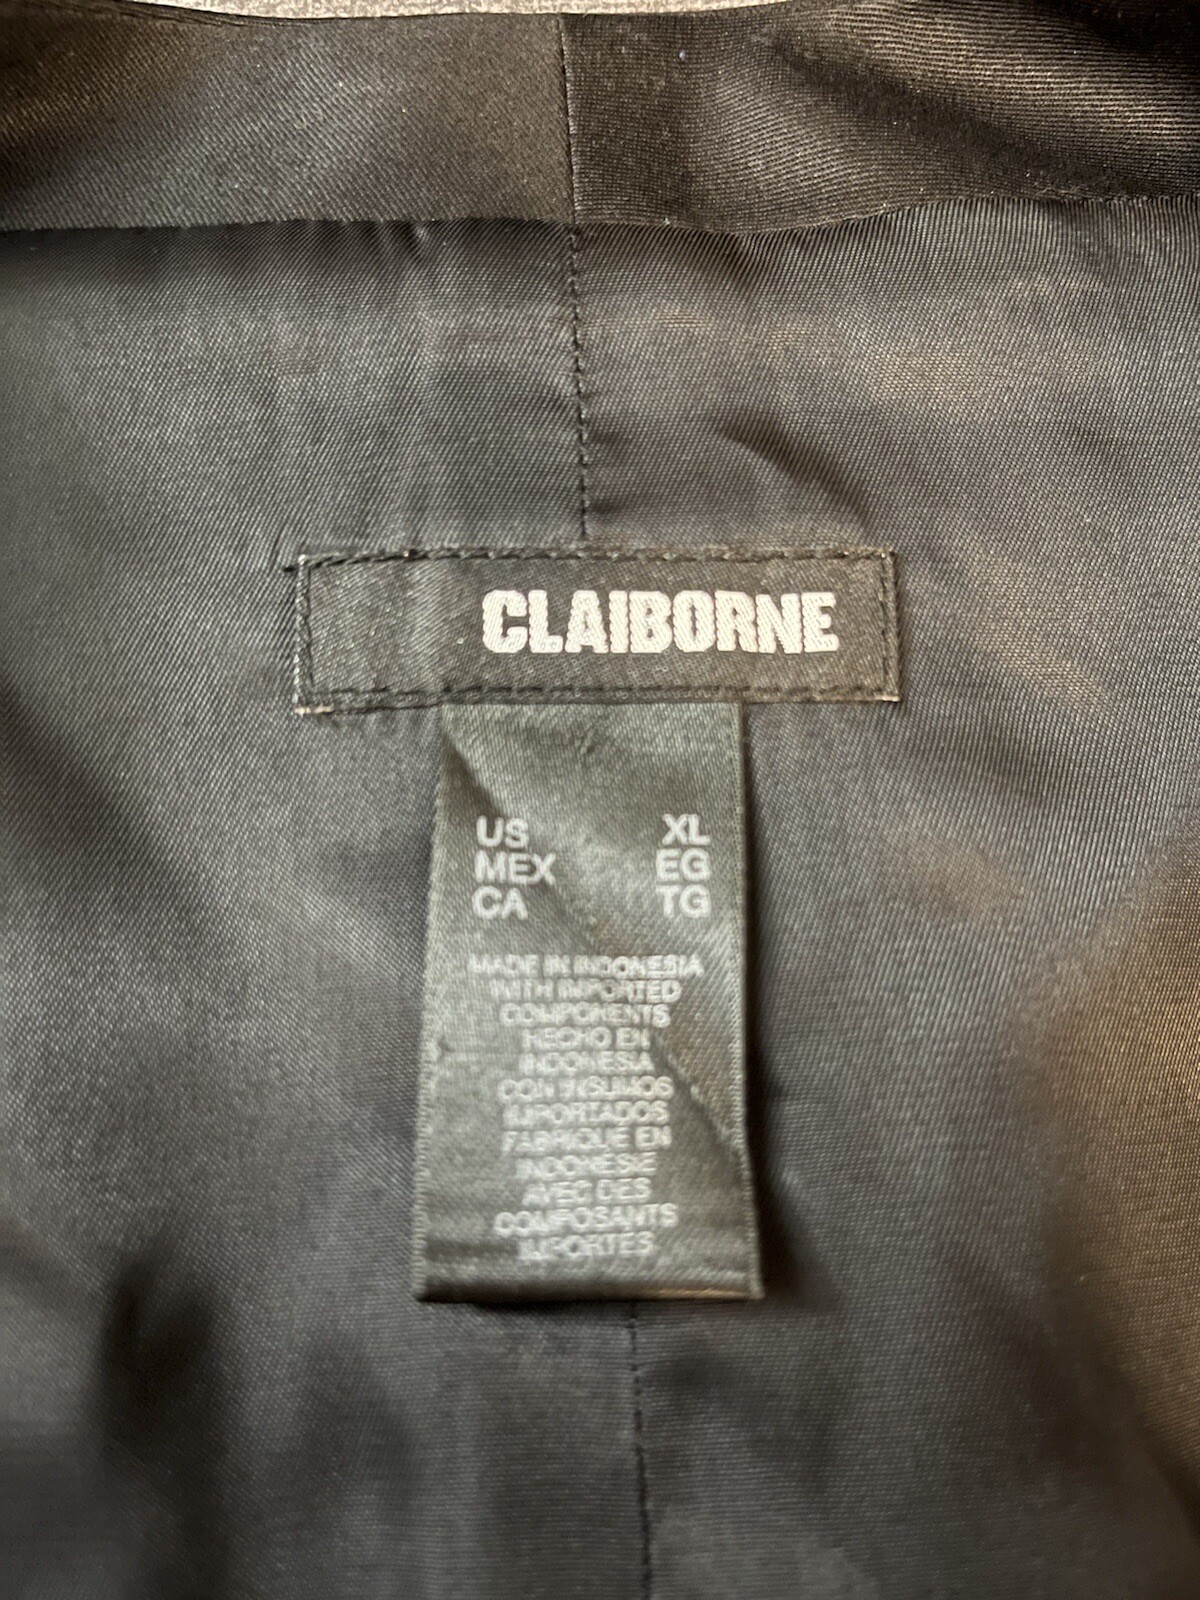 CLAIBORNE
US XL
MEX EG
CA TG
MADE IN INDONESIA
WITH IMPORTED
COMPONENTS
HECHO EN
INDONESIA
CON INSUMOS
IMPORTADOS
FABRIQUE EN
INDONÉSIE
AVEC DES
COMPOSANTS
IMPORTES